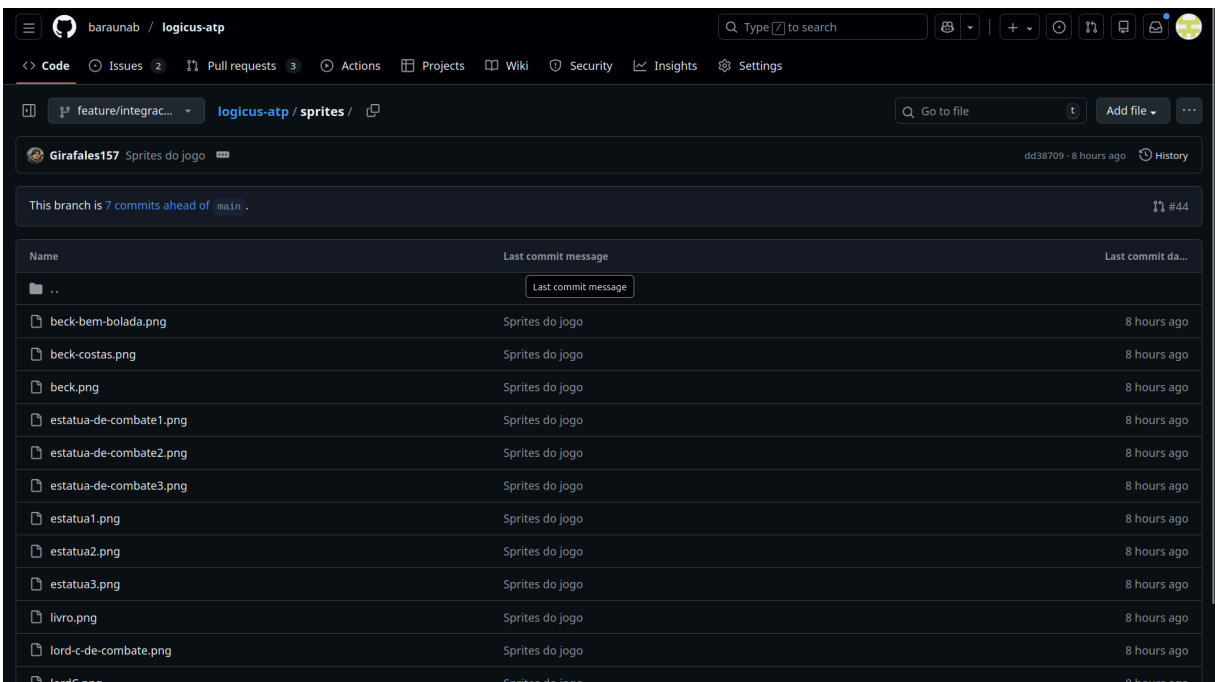 baraunab / logicus-atp
Type / to search
Code Issues 2 Pull requests 3 Actions Projects Wiki Security Insights Settings
feature/integrac... logicus-atp / sprites / Go to file t Add file ...
Girafales157 Sprites do jogo dd38709 · 8 hours ago History
This branch is 7 commits ahead of main . #44
Name Last commit message Last commit da...
.. Last commit message
beck-bem-bolada.png Sprites do jogo 8 hours ago
beck-costas.png Sprites do jogo 8 hours ago
beck.png Sprites do jogo 8 hours ago
estatua-de-combate1.png Sprites do jogo 8 hours ago
estatua-de-combate2.png Sprites do jogo 8 hours ago
estatua-de-combate3.png Sprites do jogo 8 hours ago
estatua1.png Sprites do jogo 8 hours ago
estatua2.png Sprites do jogo 8 hours ago
estatua3.png Sprites do jogo 8 hours ago
livro.png Sprites do jogo 8 hours ago
lord-c-de-combate.png Sprites do jogo 8 hours ago
lordC.png Sprites do jogo 8 hours ago